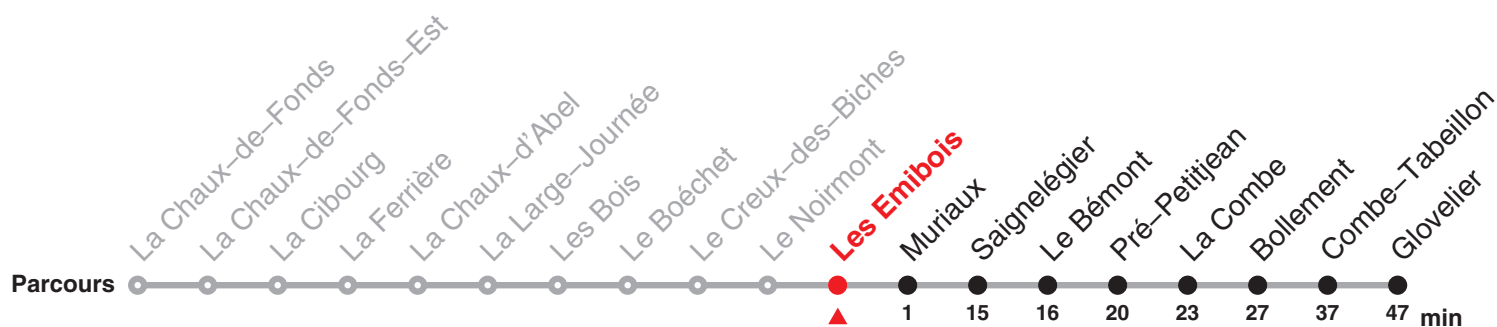 La Chaux–de–Fonds
La Chaux–de–Fonds–Est
La Cibourg
La Ferrière
La Chaux–d'Abel
La Large–Journée
Les Bois
Le Boéchet
Le Creux–des–Biches
Le Noirmont
Les Emibois
Muriaux
Saignelégier
Le Bémont
Pré–Petitjean
La Combe
Bollement
Combe–Tabeillon
Glovelier
Parcours
1 15 16 20 23 27 37 47 min